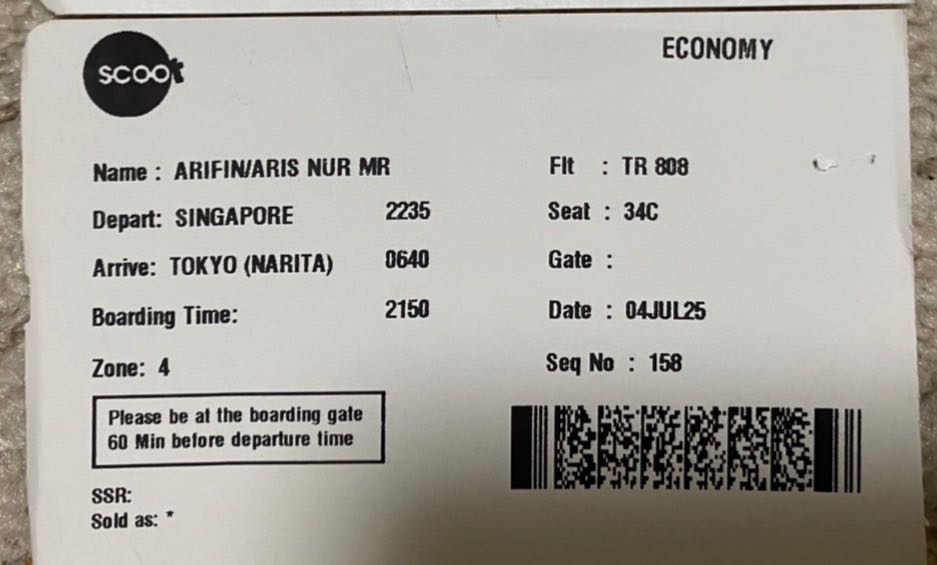 scoot
ECONOMY
Name : ARIFIN/ARIS NUR MR
Flt : TR 808
Depart: SINGAPORE 2235
Seat : 34C
Arrive: TOKYO (NARITA) 0640
Gate :
Boarding Time: 2150
Date : 04JUL25
Zone: 4
Seq No : 158
Please be at the boarding gate
60 Min before departure time
SSR:
Sold as: *